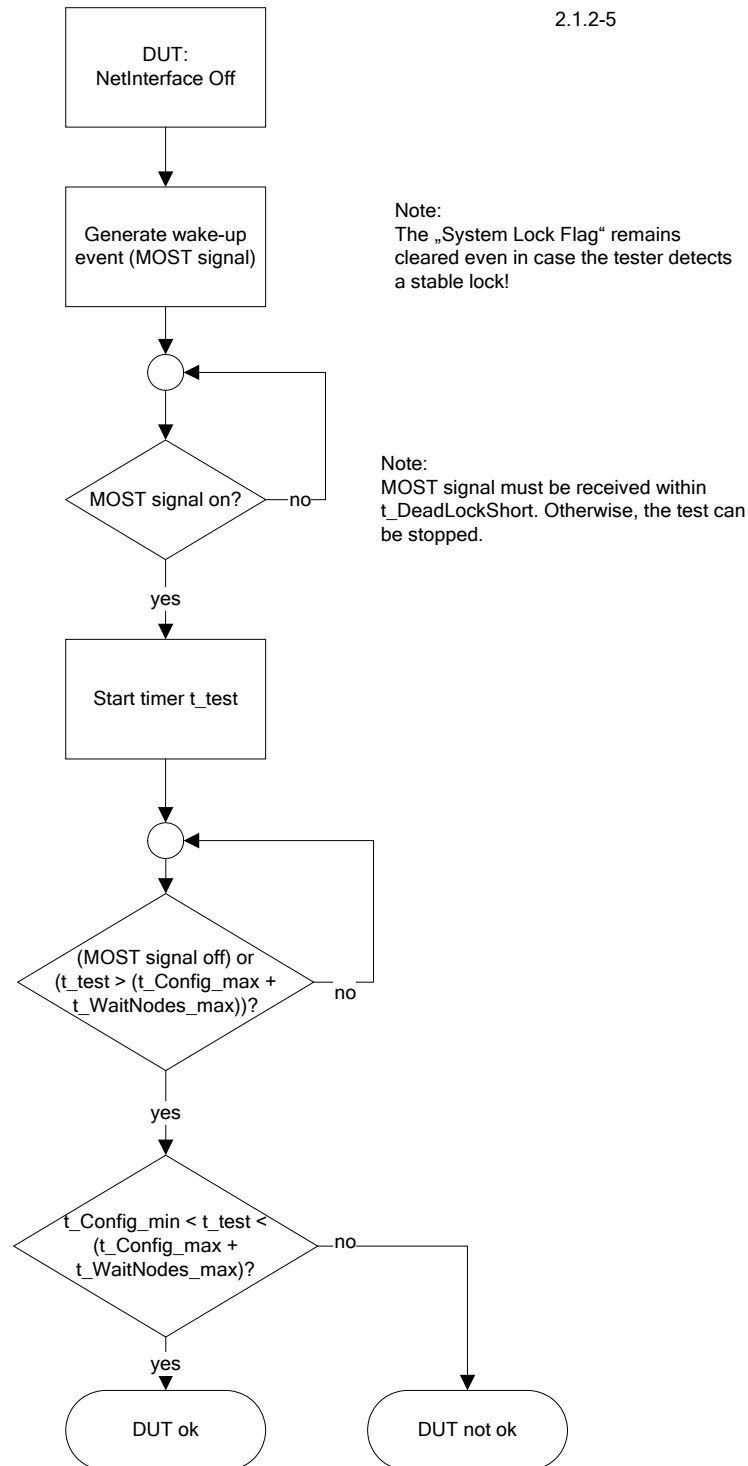 2.1.2-5
DUT:
NetInterface Off
Generate wake-up
event (MOST signal)
Note:
The „System Lock Flag“ remains
cleared even in case the tester detects
a stable lock!
MOST signal on?
no
Note:
MOST signal must be received within
t_DeadLockShort. Otherwise, the test can
be stopped.
yes
Start timer t_test
(MOST signal off) or
(t_test > (t_Config_max +
t_WaitNodes_max))?
no
yes
t_Config_min < t_test <
(t_Config_max +
t_WaitNodes_max)?
no
yes
DUT ok
DUT not ok